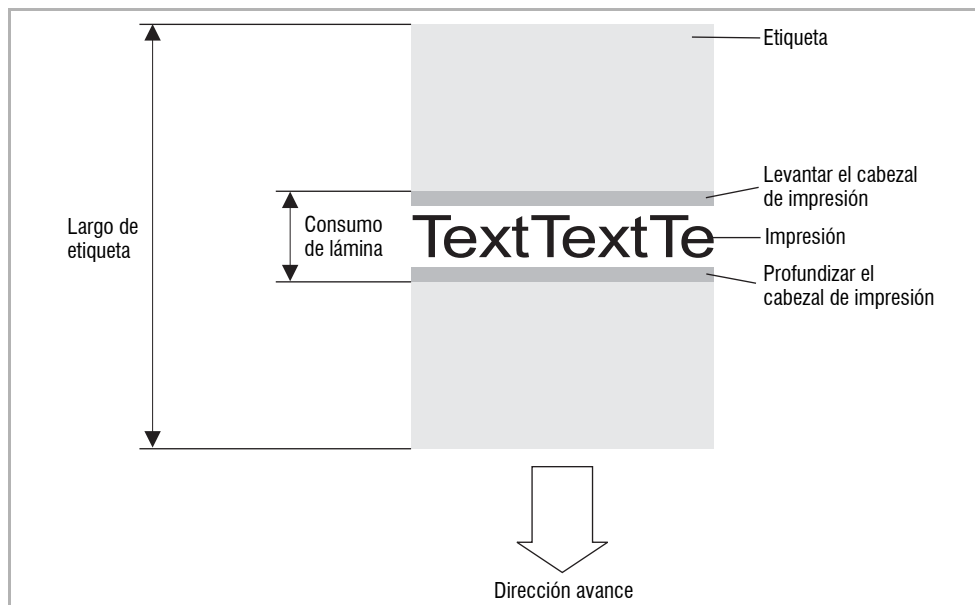 Etiqueta
Levantar el cabezal
de impresión
Largo de
etiqueta
Consumo
de lámina
TextTextTe
Impresión
Profundizar el
cabezal de impresión
Dirección avance